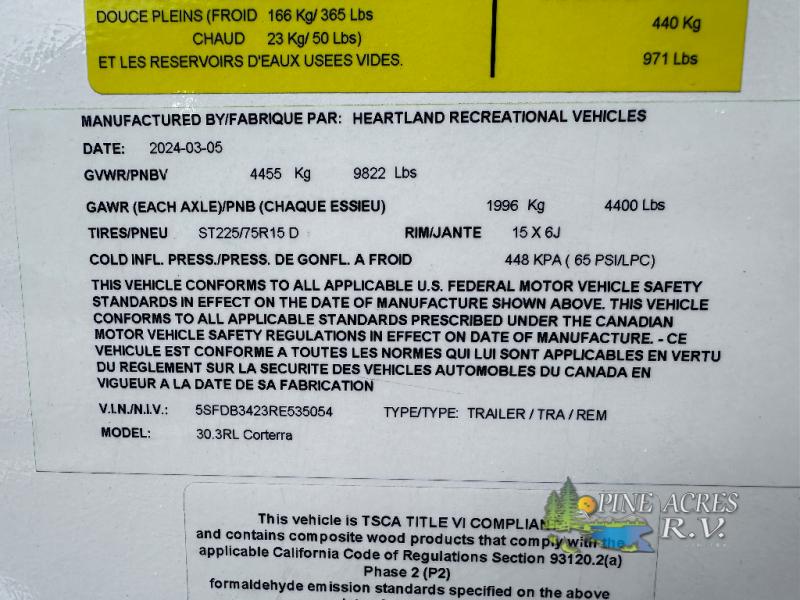 DOUCE PLEINS (FROID 166 Kg/ 365 Lbs 440 Kg
CHAUD 23 Kg/ 50 Lbs)
ET LES RESERVOIRS D'EAUX USEES VIDES. 971 Lbs
MANUFACTURED BY/FABRIQUE PAR: HEARTLAND RECREATIONAL VEHICLES
DATE: 2024-03-05
GVWR/PNBV 4455 Kg 9822 Lbs
GAWR (EACH AXLE)/PNB (CHAQUE ESSIEU) 1996 Kg 4400 Lbs
TIRES/PNEU ST225/75R15 D RIM/JANTE 15 X 6J
COLD INFL. PRESS./PRESS. DE GONFL. A FROID 448 KPA ( 65 PSI/LPC)
THIS VEHICLE CONFORMS TO ALL APPLICABLE U.S. FEDERAL MOTOR VEHICLE SAFETY
STANDARDS IN EFFECT ON THE DATE OF MANUFACTURE SHOWN ABOVE. THIS VEHICLE
CONFORMS TO ALL APPLICABLE STANDARDS PRESCRIBED UNDER THE CANADIAN
MOTOR VEHICLE SAFETY REGULATIONS IN EFFECT ON DATE OF MANUFACTURE. - CE
VEHICULE EST CONFORME A TOUTES LES NORMES QUI LUI SONT APPLICABLES EN VERTU
DU REGLEMENT SUR LA SECURITE DES VEHICLES AUTOMOBILES DU CANADA EN
VIGUEUR A LA DATE DE SA FABRICATION
V.I.N./N.I.V.: 5SFDB3423RE535054 TYPE/TYPE: TRAILER / TRA / REM
MODEL: 30.3RL Corterra
This vehicle is TSCA TITLE VI
and contains composite wood products that comply with the
applicable California Code of Regulations Section 93120.2(a)
Phase 2 (P2)
formaldehyde emission standards specified on the above
PINE ACRES
R.V.